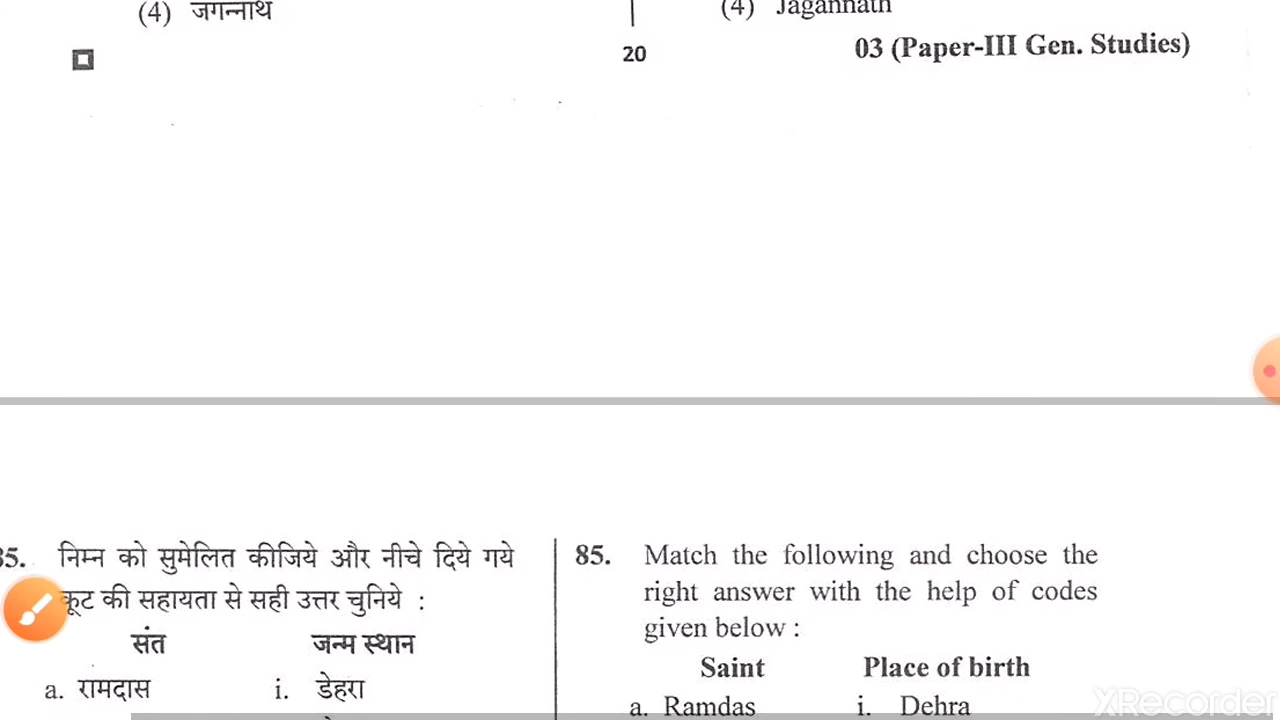 (4) जगन्नाथ
(4) Jagannath
20
03 (Paper-III Gen. Studies)
85. निम्न को सुमेलित कीजिये और नीचे दिये गये
कूट की सहायता से सही उत्तर चुनिये :
संत जन्म स्थान
a. रामदास i. डेहरा
85. Match the following and choose the
right answer with the help of codes
given below :
Saint Place of birth
a. Ramdas i. Dehra
XRecorder